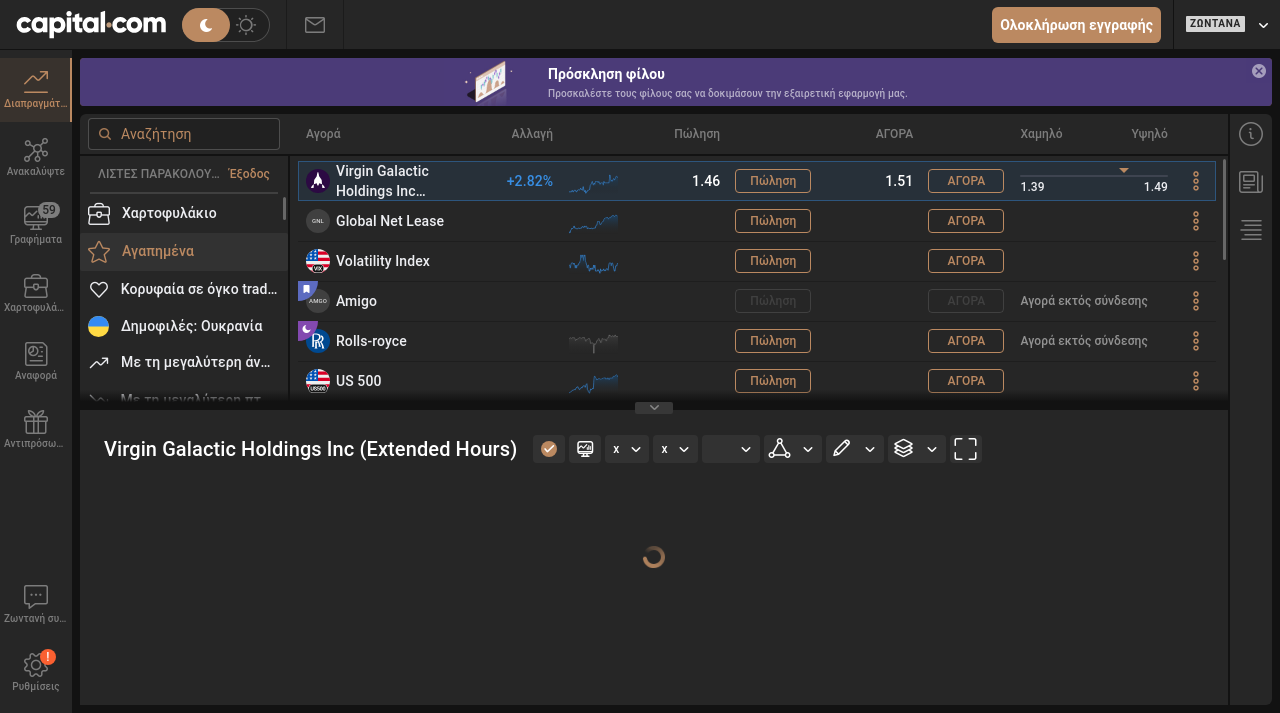 capital.com
Ολοκλήρωση εγγραφής
ΖΩΝΤΑΝΑ
Πρόσκληση φίλου
Προσκαλέστε τους φίλους σας να δοκιμάσουν την εξαιρετική εφαρμογή μας.
Διαπραγμάτ...
Ανακαλύψτε
59
Γραφήματα
Χαρτοφυλά...
Αναφορά
Αντιπρόσω...
Ζωντανή συ...
!
Ρυθμίσεις
Αναζήτηση
ΛΙΣΤΕΣ ΠΑΡΑΚΟΛΟΥ... Έξοδος
Χαρτοφυλάκιο
Αγαπημένα
Κορυφαία σε όγκο trad...
Δημοφιλές: Ουκρανία
Με τη μεγαλύτερη άν...
Με τη μεγαλύτερη πτ...
Αγορά Αλλαγή Πώληση ΑΓΟΡΑ Χαμηλό Υψηλό
Virgin Galactic
Holdings Inc...
+2.82% 1.46 Πώληση 1.51 ΑΓΟΡΑ 1.39 1.49
GNL Global Net Lease Πώληση ΑΓΟΡΑ
VIX Volatility Index Πώληση ΑΓΟΡΑ
AMGO Amigo Πώληση ΑΓΟΡΑ Αγορά εκτός σύνδεσης
Rolls-royce Πώληση ΑΓΟΡΑ Αγορά εκτός σύνδεσης
US500 US 500 Πώληση ΑΓΟΡΑ
Virgin Galactic Holdings Inc (Extended Hours)
x x